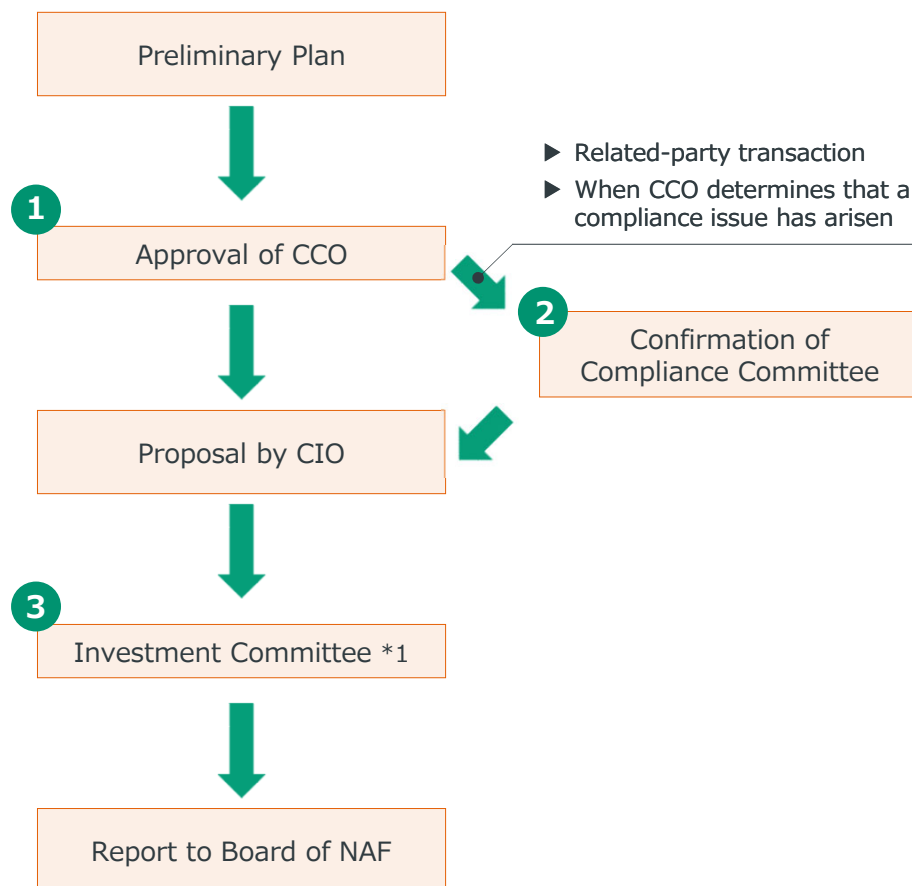 Preliminary Plan
▶ Related-party transaction
▶ When CCO determines that a
compliance issue has arisen
1
Approval of CCO
2
Confirmation of
Compliance Committee
Proposal by CIO
3
Investment Committee *1
Report to Board of NAF